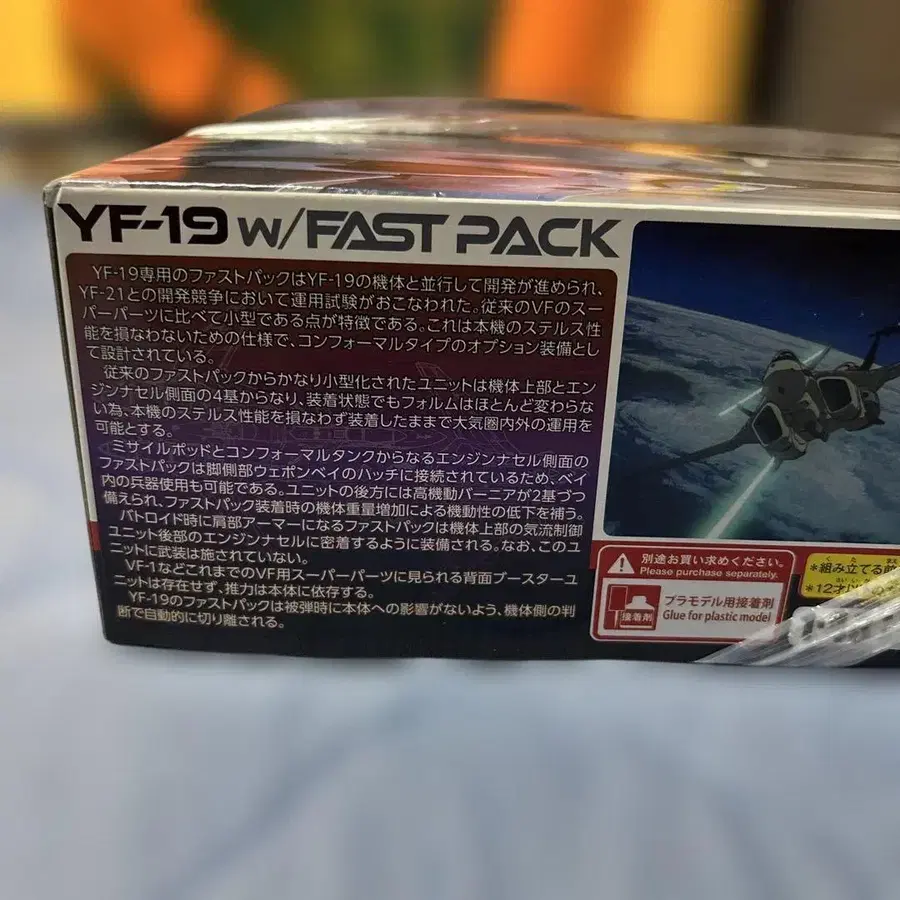 YF-19 w/FAST PACK
YF-19専用のファストパックはYF-19の機体と並行して開発が進められ、
YF-21との開発競争において運用試験がおこなわれた。従来のVFのスー
パーパーツに比べて小型である点が特徴である。これは本機のステルス性
能を損なわないための仕様で、コンフォーマルタイプのオプション装備とし
て設計されている。
従来のファストパックからかなり小型化されたユニットは機体上部とエン
ジンナセル側面の4基からなり、装着状態でもフォルムはほとんど変わらな
い為、本機のステルス性能を損なわず装着したままで大気圏内外の運用を
可能とする。
ミサイルポッドとコンフォーマルタンクからなるエンジンナセル側面の
ファストパックは脚側部ウェポンベイのハッチに接続されているため、ベイ
内の兵器使用も可能である。ユニットの後方には高機動バーニアが2基づつ
備えられ、ファストパック装着時の機体重量増加による機動性の低下を補う。
バトロイド時に肩部アーマーになるファストパックは機体上部の気流制御
ユニット後部のエンジンナセルに密着するように装備される。なお、このユ
ニットに武装は施されていない。
VF-1などこれまでのVF用スーパーパーツに見られる背面ブースターユ
ニットは存在せず、推力は本体に依存する。
YF-19のファストパックは被弾時に本体への影響がないよう、機体側の判
断で自動的に切り離される。
別途お買い求めください。
Please purchase separately.
接着剤
プラモデル用接着剤
Glue for plastic model
*組み立てる前
*12才以